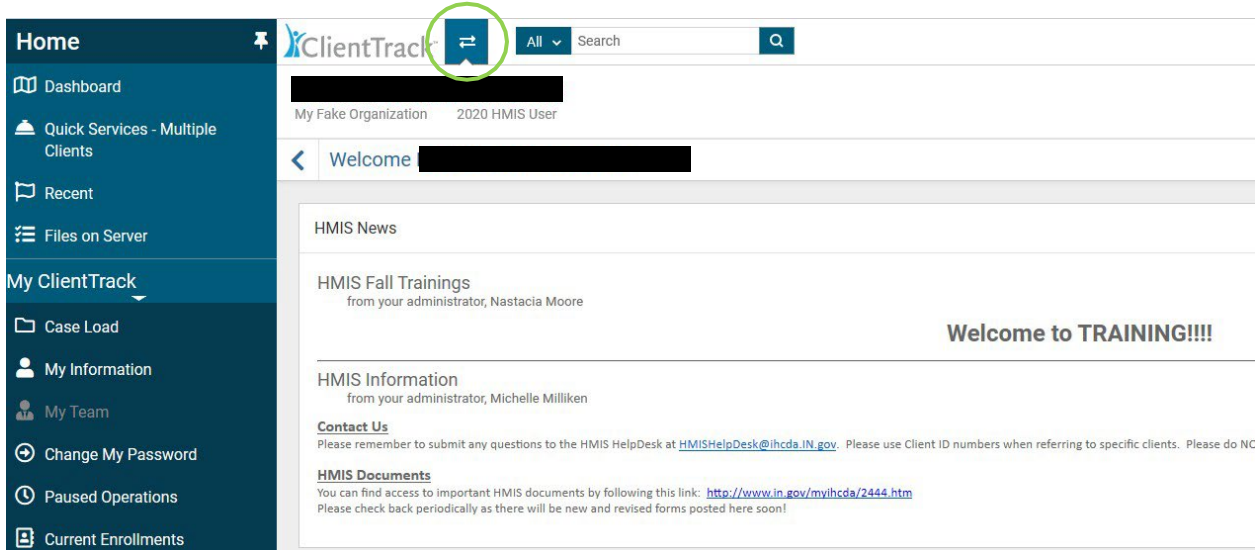 Home
Dashboard
Quick Services - Multiple
Clients
Recent
Files on Server
My ClientTrack
Case Load
My Information
My Team
Change My Password
Paused Operations
Current Enrollments
ClientTrack
All
Search
My Fake Organization 2020 HMIS User
Welcome
HMIS News
HMIS Fall Trainings
from your administrator, Nastacia Moore
Welcome to TRAINING!!!!
HMIS Information
from your administrator, Michelle Milliken
Contact Us
Please remember to submit any questions to the HMIS HelpDesk at HMISHelpDesk@ihcda.IN.gov. Please use Client ID numbers when referring to specific clients. Please do
HMIS Documents
You can find access to important HMIS documents by following this link: http://www.in.gov/myihcda/2444.htm
Please check back periodically as there will be new and revised forms posted here soon!